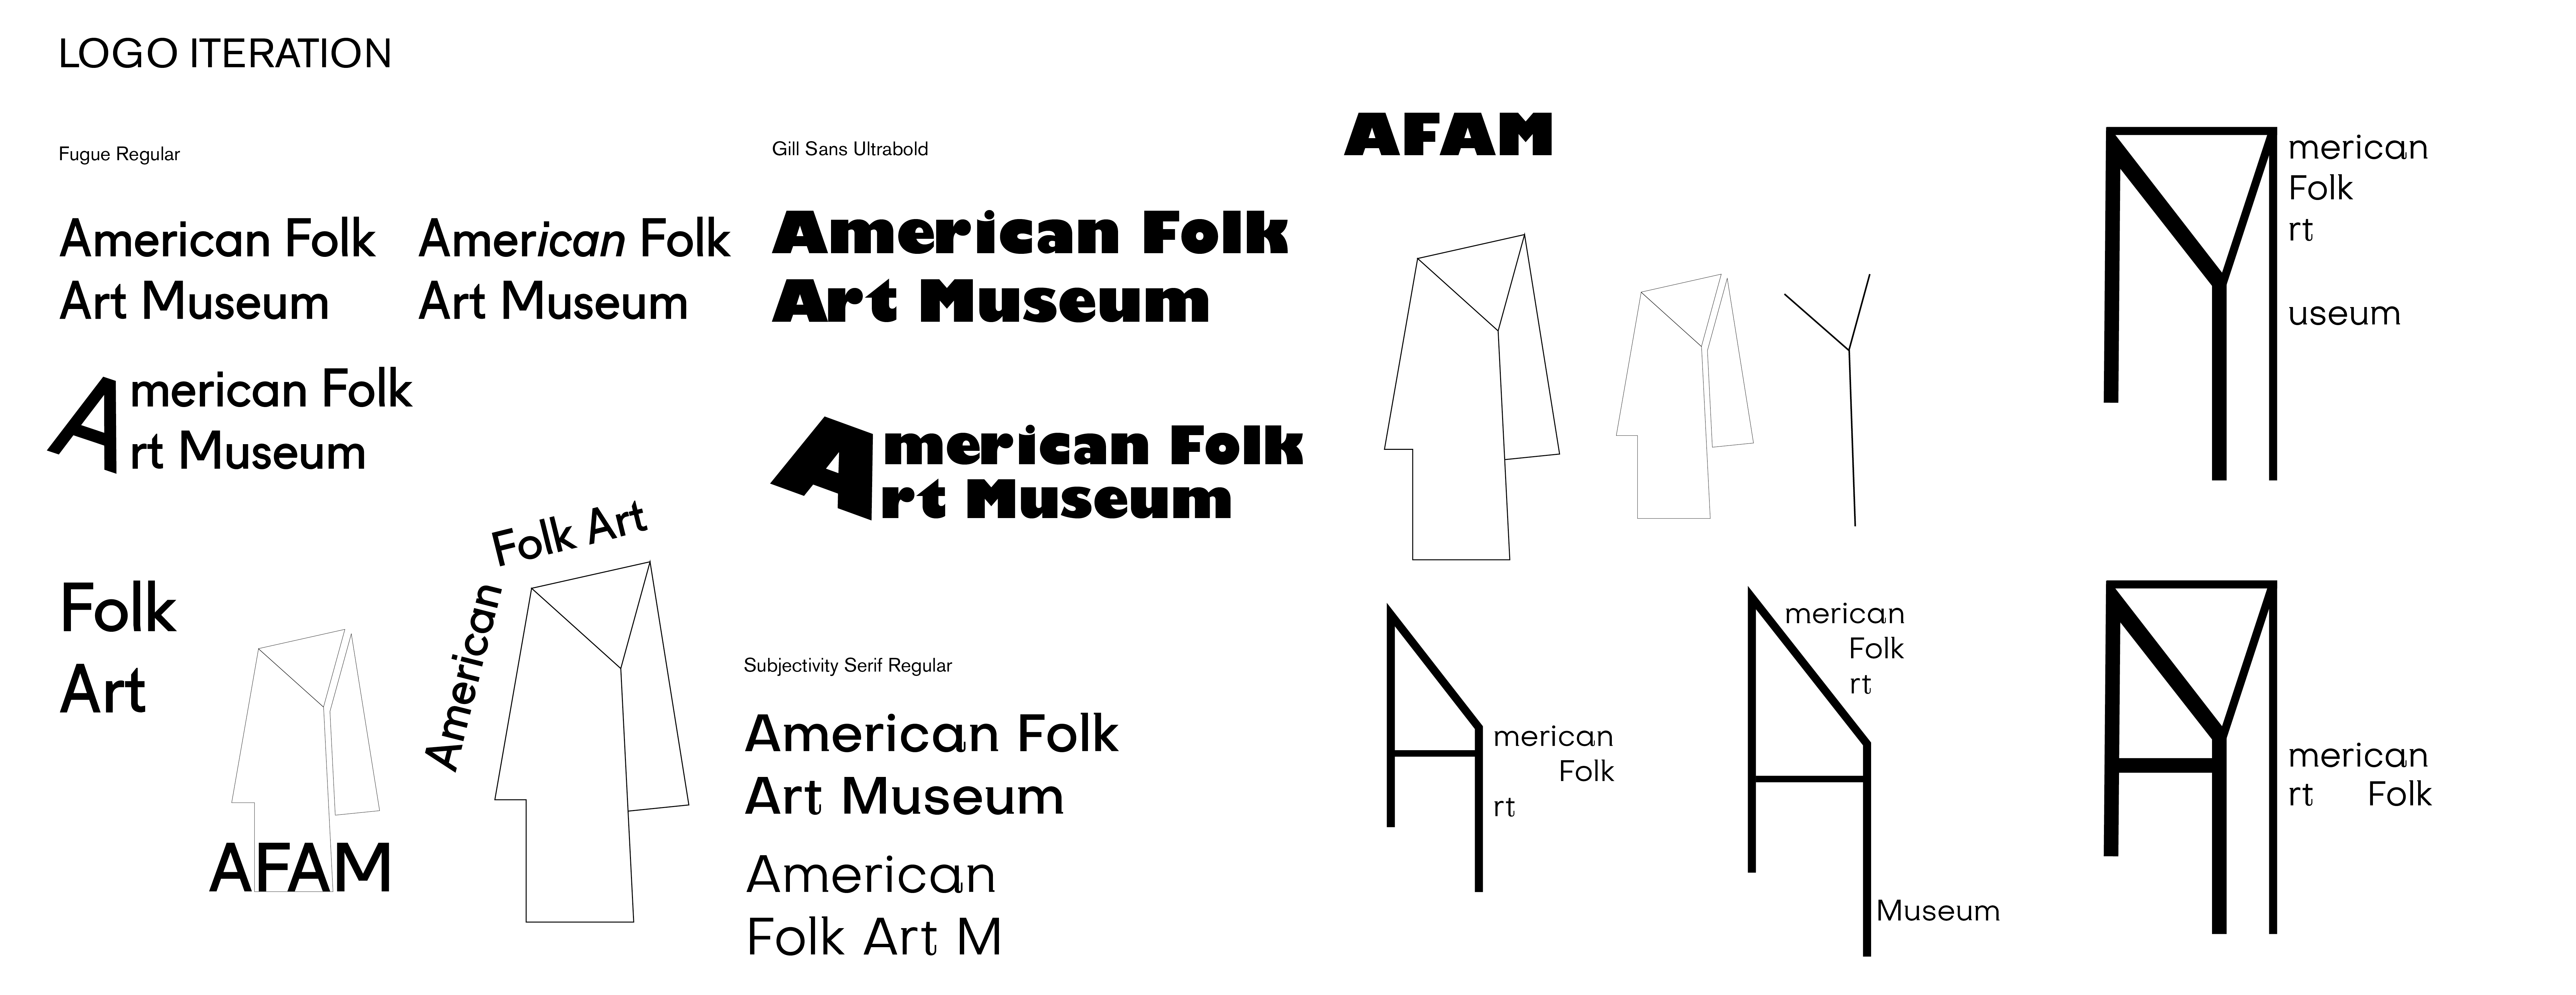 LOGO ITERATION
Fugue Regular
American Folk
Art Museum
American Folk
Art Museum
American Folk
rt Museum
Folk
Art
AFAM
American
Folk Art
Gill Sans Ultrabold
American Folk
Art Museum
American Folk
rt Museum
Subjectivity Serif Regular
American Folk
Art Museum
American
Folk Art M
AFAM
merican
Folk
rt
merican
Folk
rt
Museum
merican
Folk
rt
useum
merican
rt Folk